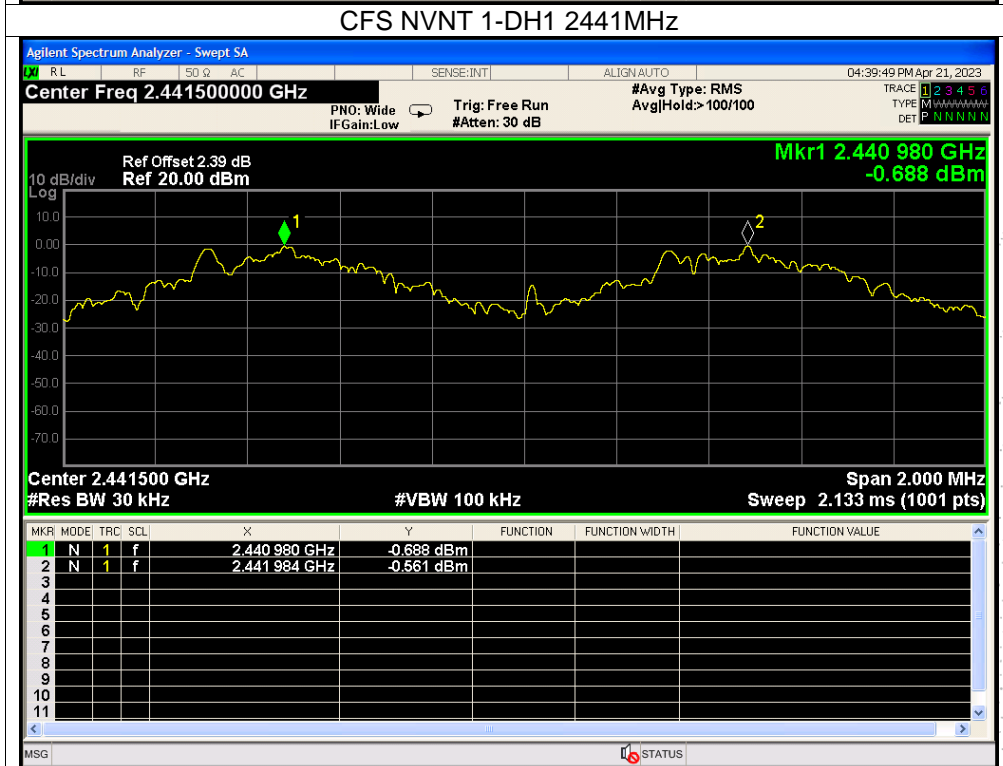 CFS NVNT 1-DH1 2441MHz
Agilent Spectrum Analyzer - Swept SA
LXI RL RF 50 Ω AC SENSE:INT ALIGN AUTO 04:39:49 PM Apr 21, 2023
Center Freq 2.441500000 GHz #Avg Type: RMS TRACE 1 2 3 4 5 6
PNO: Wide Trig: Free Run Avg|Hold:>100/100 TYPE M
IFGain:Low #Atten: 30 dB DET P N N N N N
Mkr1 2.440 980 GHz
-0.688 dBm
Ref Offset 2.39 dB
10 dB/div Ref 20.00 dBm
Log
10.0
0.00
-10.0
-20.0
-30.0
-40.0
-50.0
-60.0
-70.0
1
2
Center 2.441500 GHz Span 2.000 MHz
#Res BW 30 kHz #VBW 100 kHz Sweep 2.133 ms (1001 pts)
MKR MODE TRC SCL X Y FUNCTION FUNCTION WIDTH FUNCTION VALUE
1 N 1 f 2.440 980 GHz -0.688 dBm
2 N 1 f 2.441 984 GHz -0.561 dBm
3
4
5
6
7
8
9
10
11
MSG STATUS